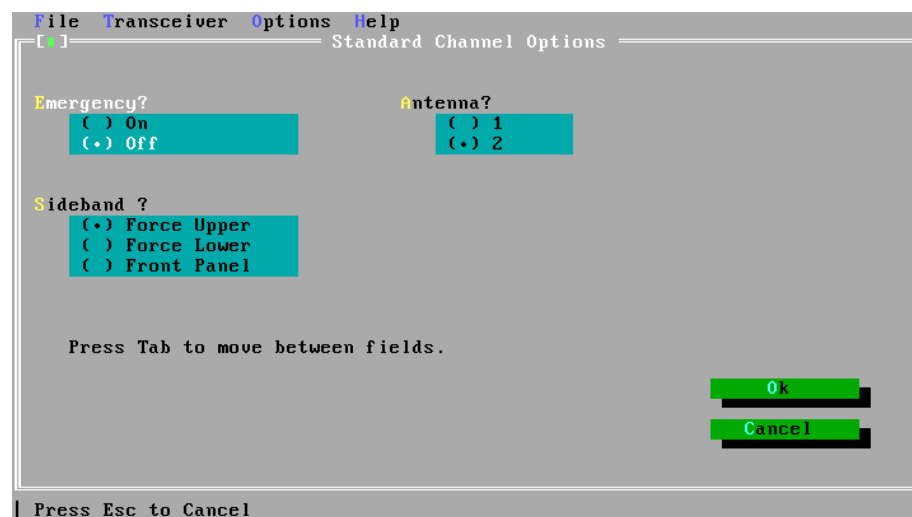 File Transceiver Options Help
[■] Standard Channel Options
Emergency? Antenna?
( ) On ( ) 1
(•) Off (•) 2
Sideband ?
(•) Force Upper
( ) Force Lower
( ) Front Panel
Press Tab to move between fields.
Ok
Cancel
Press Esc to Cancel